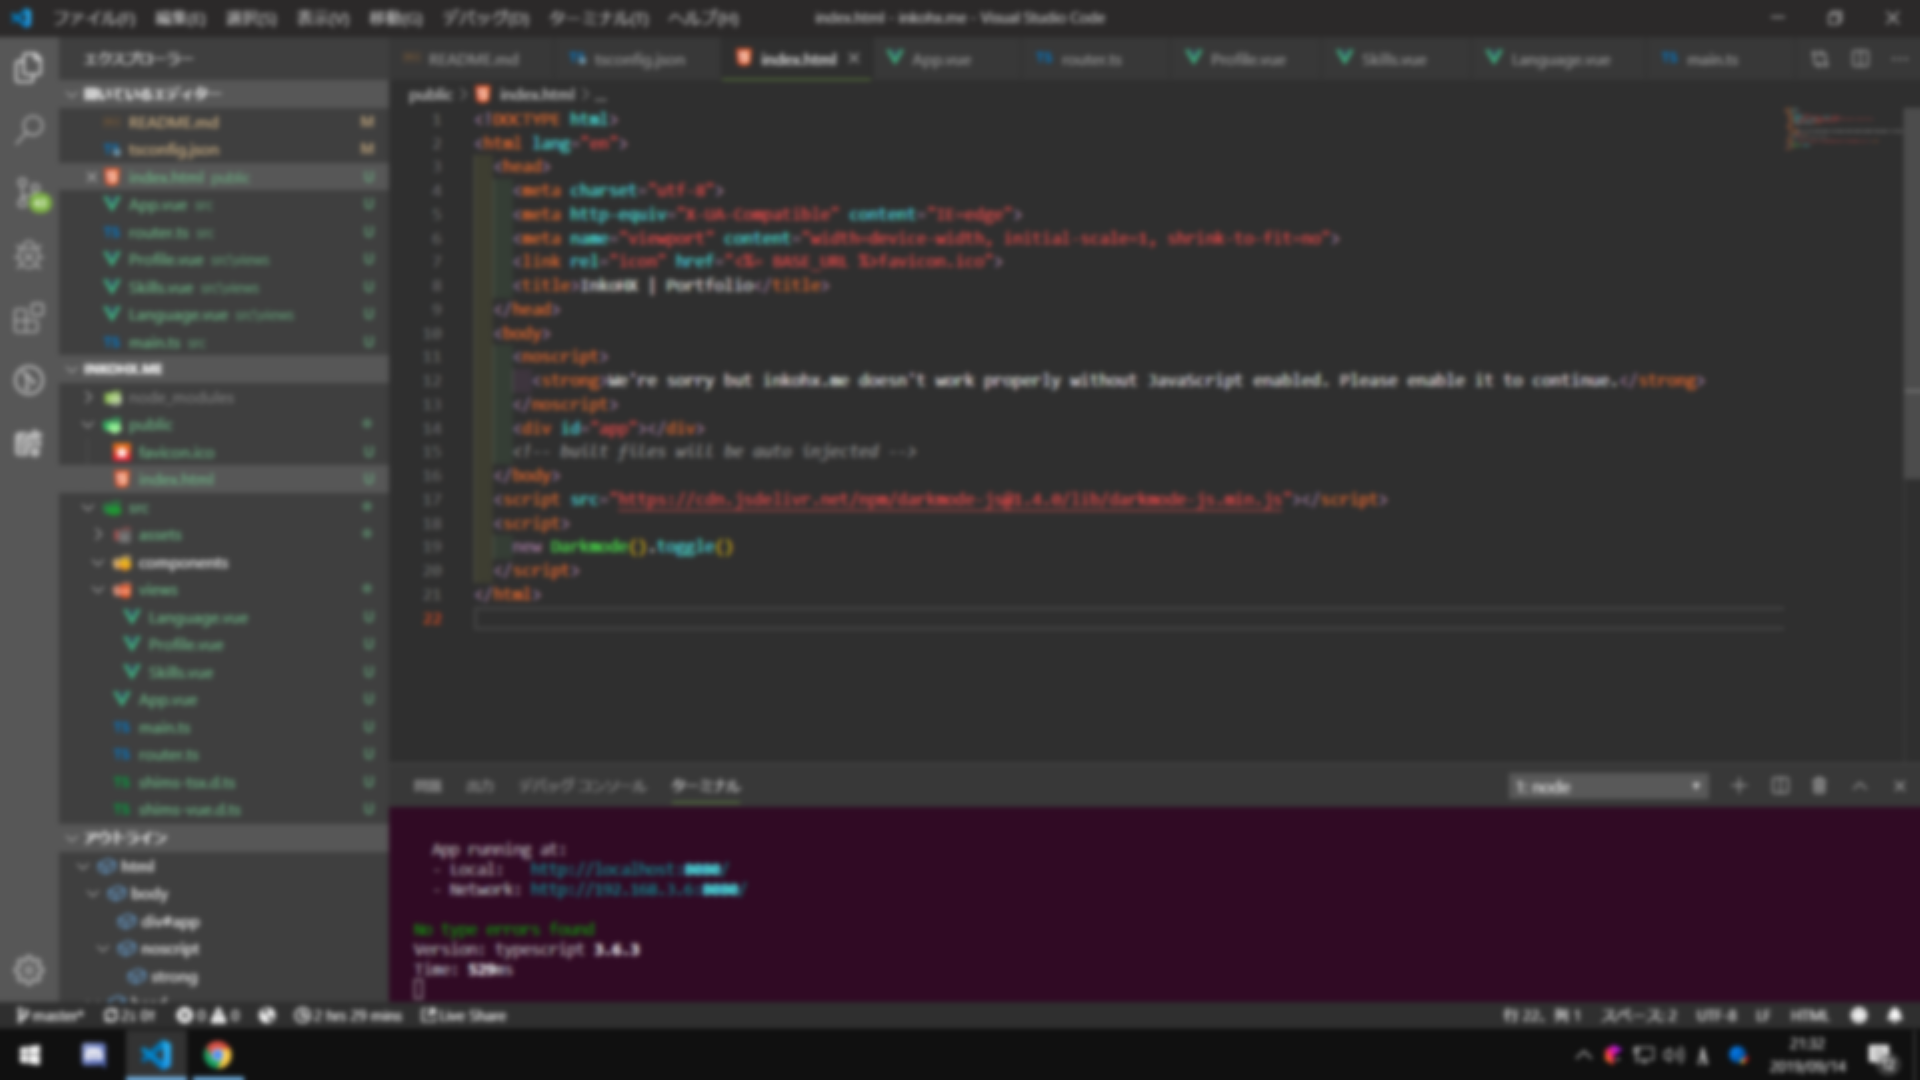 ファイル(F) 編集(E) 選択(S) 表示(V) 移動(G) デバッグ(D) ターミナル(T) ヘルプ(H) index.html - inkohx.me - Visual Studio Code
エクスプローラー
README.md tsconfig.json index.html App.vue router.ts Profile.vue Skills.vue Language.vue main.ts
開いているエディター
README.md M
tsconfig.json M
index.html public U
App.vue src U
router.ts src U
Profile.vue src\views U
Skills.vue src\views U
Language.vue src\views U
main.ts src U
INKOHX.ME
node_modules
public
favicon.ico U
index.html U
src
assets
components
views
Language.vue U
Profile.vue U
Skills.vue U
App.vue U
main.ts U
router.ts U
shims-tsx.d.ts U
shims-vue.d.ts U
アウトライン
html
body
div#app
noscript
strong
public > index.html > ...
1 <!DOCTYPE html>
2 <html lang="en">
3 <head>
4 <meta charset="utf-8">
5 <meta http-equiv="X-UA-Compatible" content="IE=edge">
6 <meta name="viewport" content="width=device-width, initial-scale=1, shrink-to-fit=no">
7 <link rel="icon" href="<%= BASE_URL %>favicon.ico">
8 <title>InkoHX | Portfolio</title>
9 </head>
10 <body>
11 <noscript>
12 <strong>We're sorry but inkohx.me doesn't work properly without JavaScript enabled. Please enable it to continue.</strong>
13 </noscript>
14 <div id="app"></div>
15 <!-- built files will be auto injected -->
16 </body>
17 <script src="https://cdn.jsdelivr.net/npm/darkmode-js@1.4.0/lib/darkmode-js.min.js"></script>
18 <script>
19 new Darkmode().toggle()
20 </script>
21 </html>
22
問題 出力 デバッグ コンソール ターミナル 1: node
App running at:
- Local: http://localhost:8080/
- Network: http://192.168.3.6:8080/
No type errors found
Version: typescript 3.6.3
Time: 529ms
master* 2↓ 0↑ 0 0 2 hrs 29 mins Live Share 行 22、列 1 スペース: 2 UTF-8 LF HTML
21:32
2019/09/14